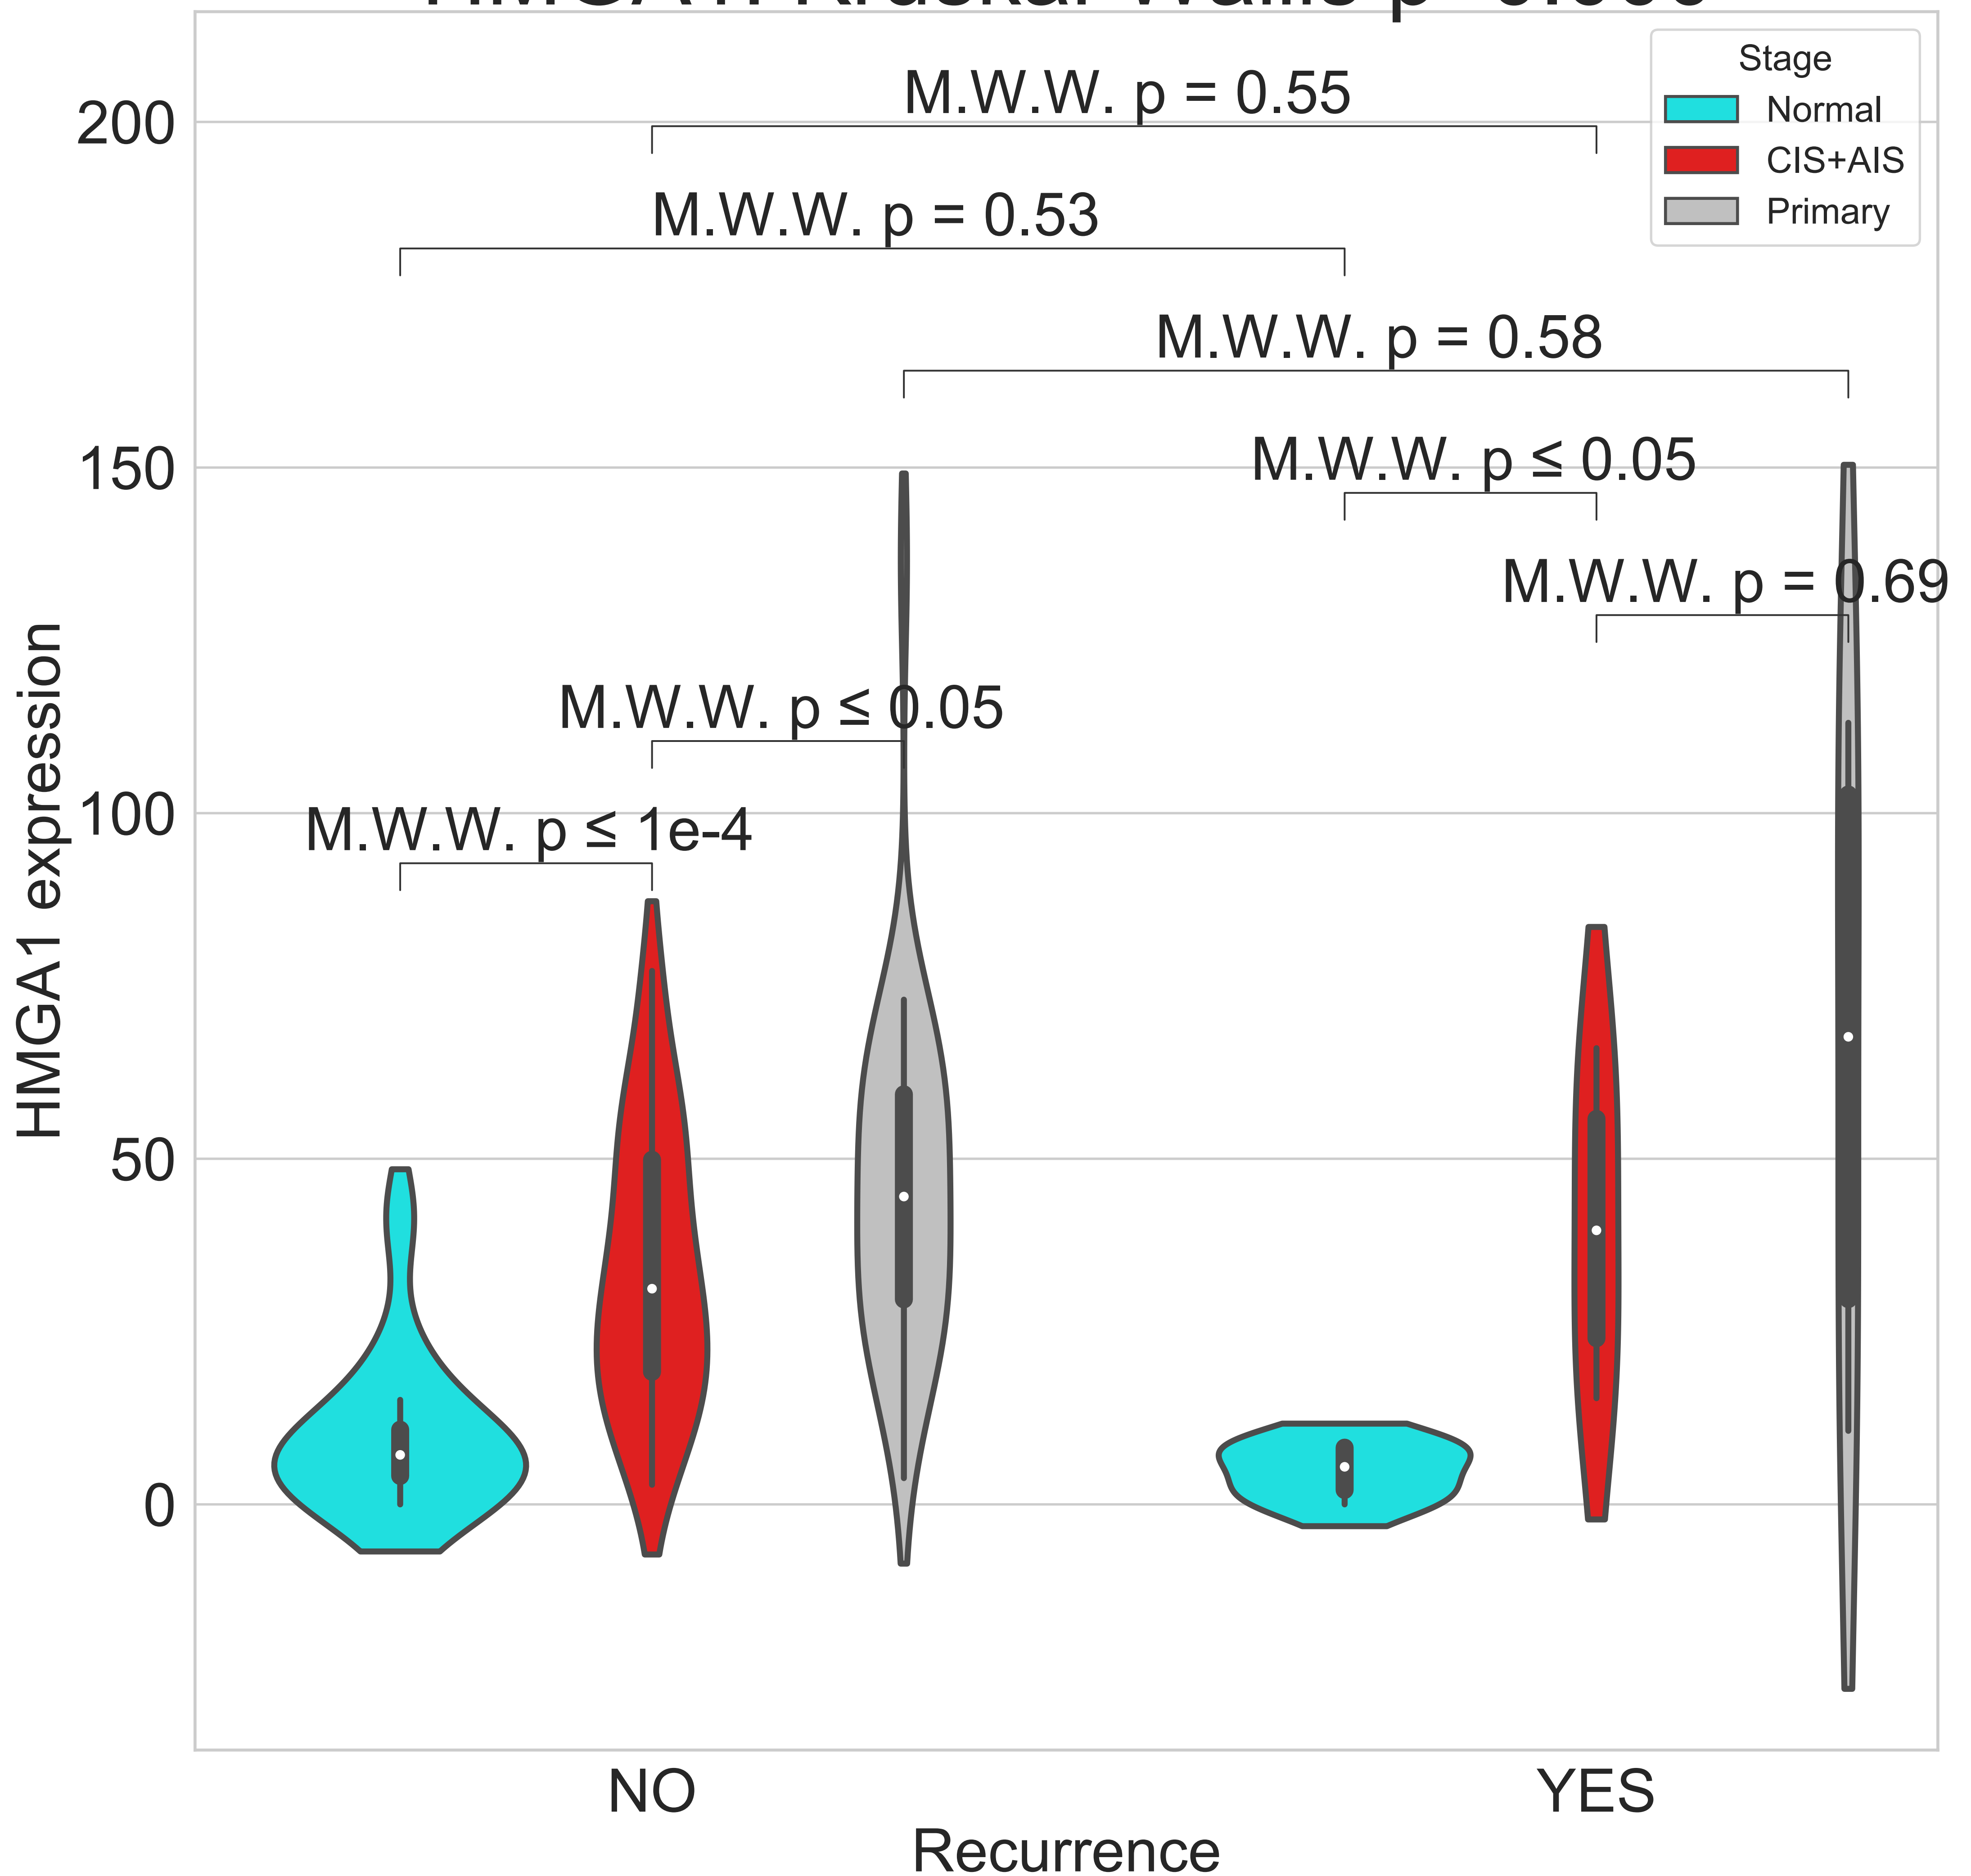 Stage
Normal
CIS+AIS
Primary
M.W.W. p = 0.55
M.W.W. p = 0.53
M.W.W. p = 0.58
M.W.W. p ≤ 0.05
M.W.W. p = 0.69
M.W.W. p ≤ 0.05
M.W.W. p ≤ 1e-4
200
150
100
50
0
HMGA1 expression
NO
YES
Recurrence